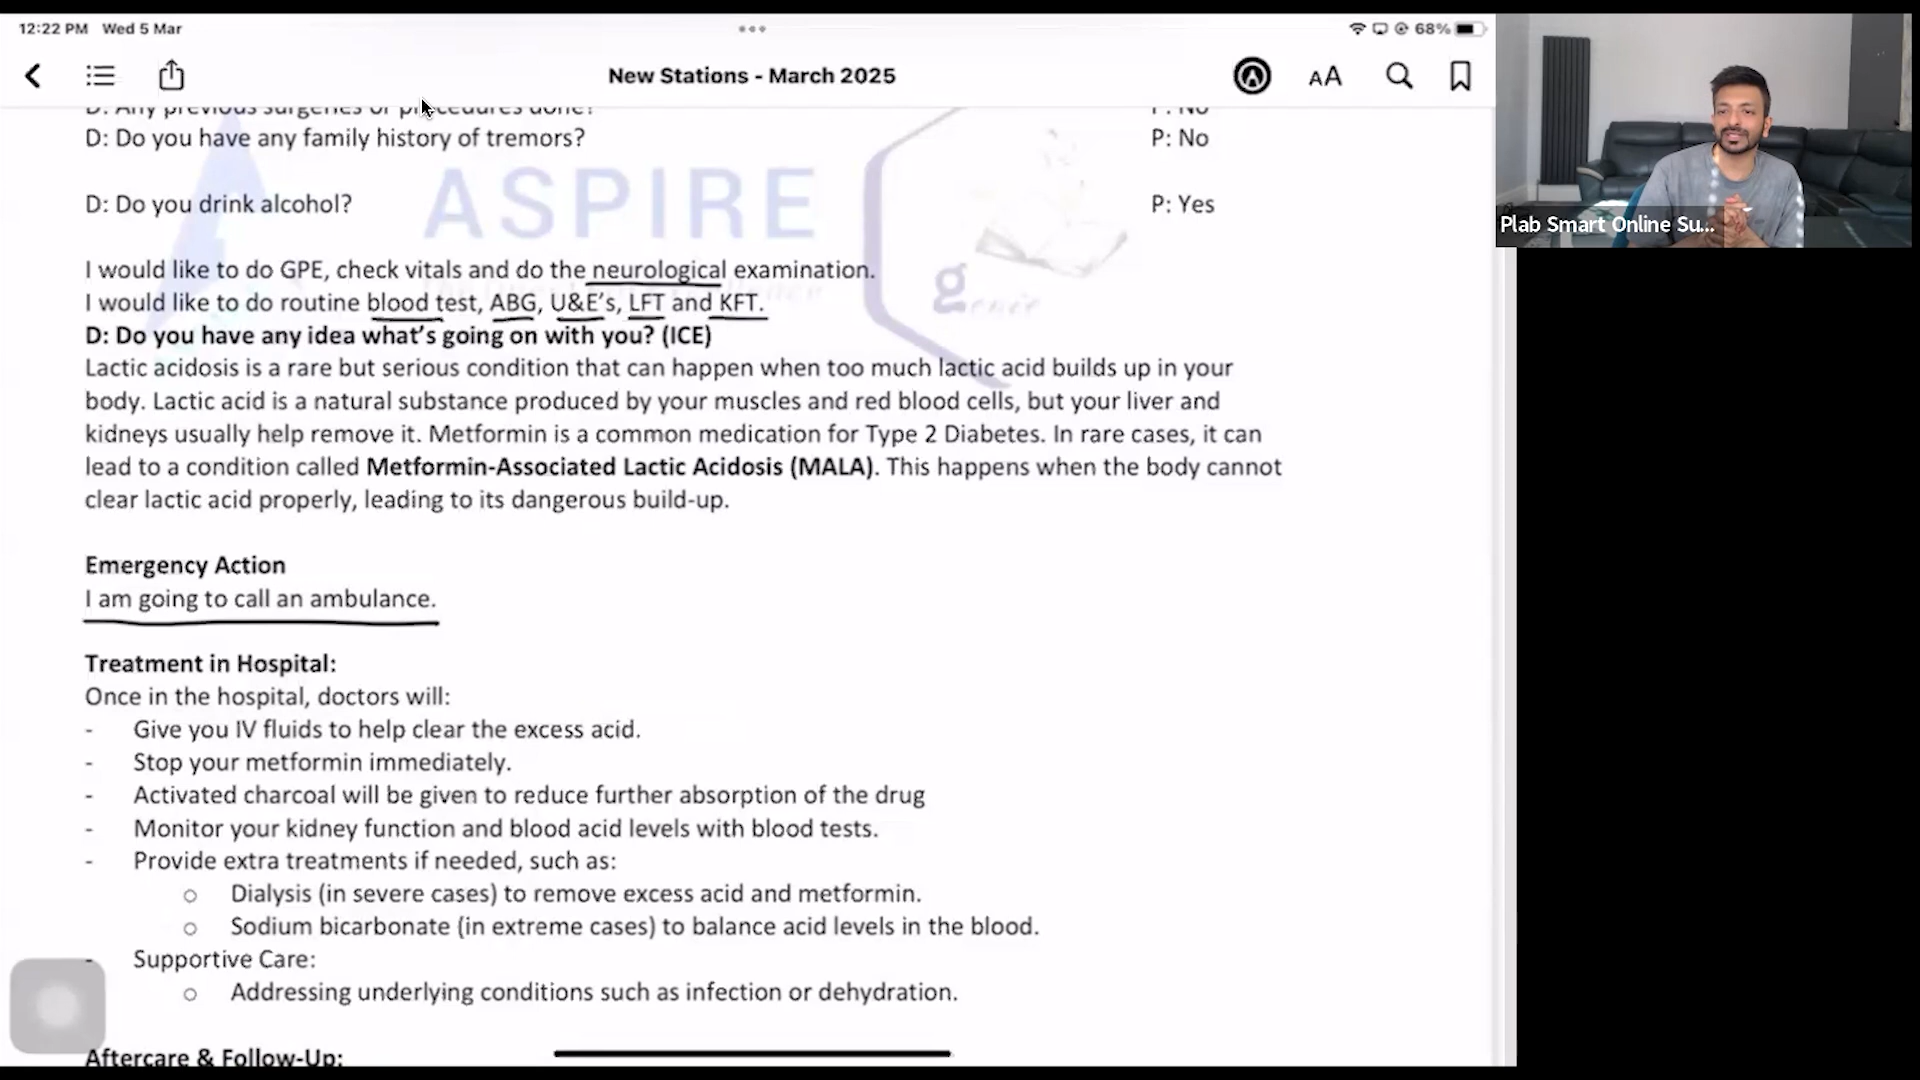 12:22 PM Wed 5 Mar
68%
New Stations - March 2025
AA
D: Any previous surgeries or procedures done? P: No
D: Do you have any family history of tremors? P: No
D: Do you drink alcohol? P: Yes
ASPIRE
I would like to do GPE, check vitals and do the neurological examination.
I would like to do routine blood test, ABG, U&E's, LFT and KFT.
D: Do you have any idea what's going on with you? (ICE)
Lactic acidosis is a rare but serious condition that can happen when too much lactic acid builds up in your
body. Lactic acid is a natural substance produced by your muscles and red blood cells, but your liver and
kidneys usually help remove it. Metformin is a common medication for Type 2 Diabetes. In rare cases, it can
lead to a condition called Metformin-Associated Lactic Acidosis (MALA). This happens when the body cannot
clear lactic acid properly, leading to its dangerous build-up.
Emergency Action
I am going to call an ambulance.
Treatment in Hospital:
Once in the hospital, doctors will:
- Give you IV fluids to help clear the excess acid.
- Stop your metformin immediately.
- Activated charcoal will be given to reduce further absorption of the drug
- Monitor your kidney function and blood acid levels with blood tests.
- Provide extra treatments if needed, such as:
o Dialysis (in severe cases) to remove excess acid and metformin.
o Sodium bicarbonate (in extreme cases) to balance acid levels in the blood.
- Supportive Care:
o Addressing underlying conditions such as infection or dehydration.
Aftercare & Follow-Up:
Plab Smart Online Su...